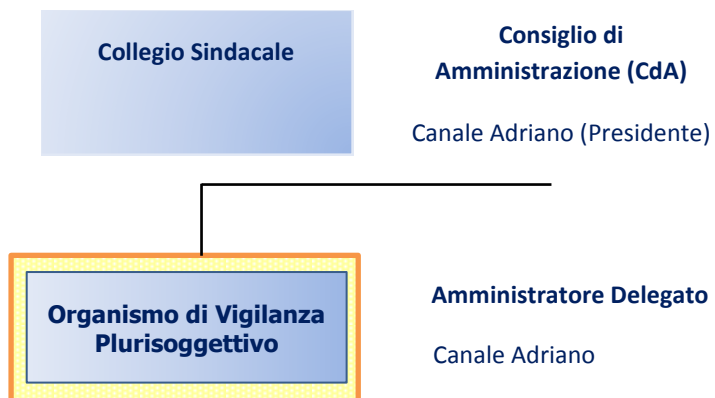 Collegio Sindacale
Consiglio di
Amministrazione (CdA)
Canale Adriano (Presidente)
Organismo di Vigilanza
Plurisoggettivo
Amministratore Delegato
Canale Adriano